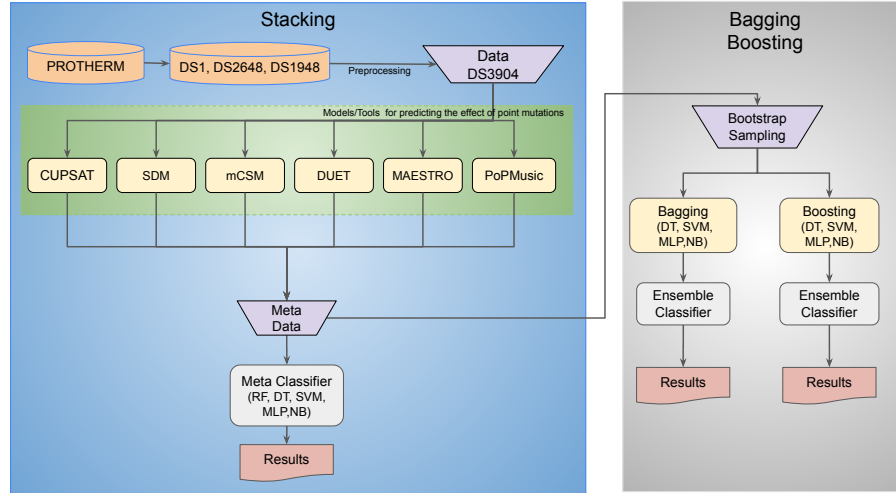 Stacking
PROTHERM
DS1, DS2648, DS1948
Preprocessing
Data
DS3904
Models/Tools for predicting the effect of point mutations
CUPSAT
SDM
mCSM
DUET
MAESTRO
PoPMusic
Meta
Data
Meta Classifier
(RF, DT, SVM,
MLP,NB)
Results
Bagging
Boosting
Bootstrap
Sampling
Bagging
(DT, SVM,
MLP,NB)
Boosting
(DT, SVM,
MLP,NB)
Ensemble
Classifier
Ensemble
Classifier
Results
Results